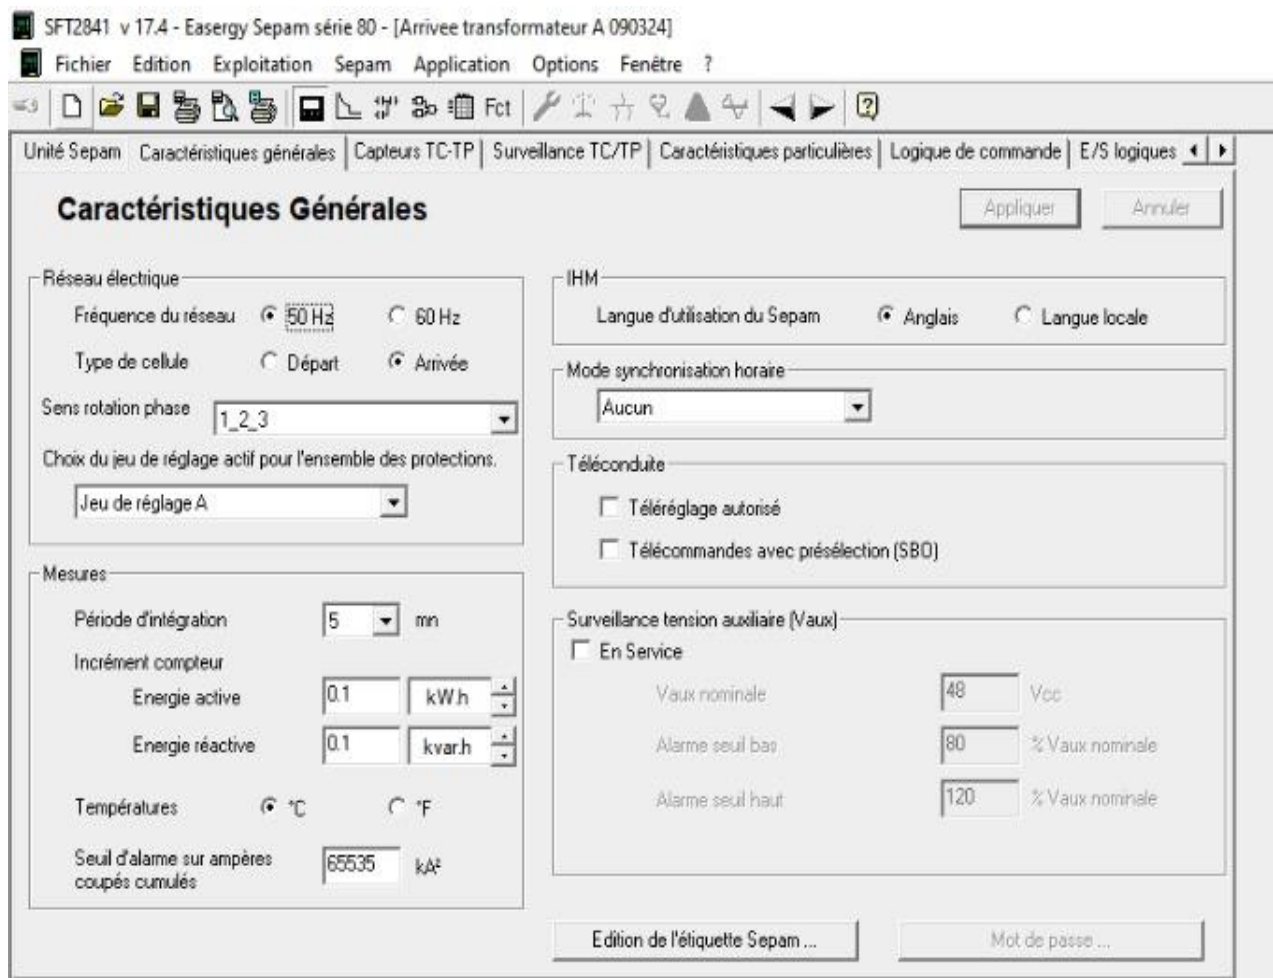 SFT2841 v 17.4 - Easergy Sepam série 80 - [Arrivee transformateur A 090324]
Fichier Edition Exploitation Sepam Application Options Fenêtre ?
Fct
Unité Sepam Caractéristiques générales Capteurs TC-TP Surveillance TC/TP Caractéristiques particulières Logique de commande E/S logiques
Caractéristiques Générales
Appliquer Annuler
Réseau électrique
Fréquence du réseau 50 Hz 60 Hz
Type de cellule Départ Arrivée
Sens rotation phase 1_2_3
Choix du jeu de réglage actif pour l'ensemble des protections.
Jeu de réglage A
Mesures
Période d'intégration 5 mn
Incrément compteur
Energie active 0.1 kW.h
Energie réactive 0.1 kvar.h
Températures °C °F
Seuil d'alarme sur ampères
coupés cumulés 65535 kA²
IHM
Langue d'utilisation du Sepam Anglais Langue locale
Mode synchronisation horaire
Aucun
Téléconduite
Téléréglage autorisé
Télécommandes avec présélection (SBO)
Surveillance tension auxiliaire (Vaux)
En Service
Vaux nominale 48 Vcc
Alarme seuil bas 80 % Vaux nominale
Alarme seuil haut 120 % Vaux nominale
Edition de l'étiquette Sepam ... Mot de passe ...